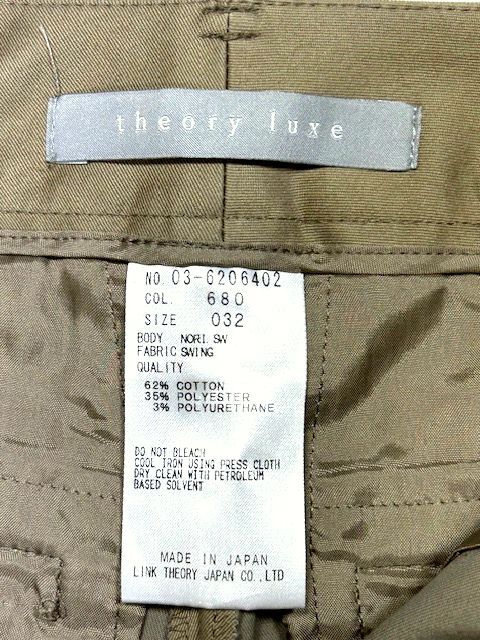 theory luxe
NO. 03-6206402
COL. 680
SIZE 032
BODY NORI.SW
FABRIC SWING
QUALITY
62% COTTON
35% POLYESTER
3% POLYURETHANE
DO NOT BLEACH
COOL IRON USING PRESS CLOTH
DRY CLEAN WITH PETROLEUM
BASED SOLVENT
MADE IN JAPAN
LINK THEORY JAPAN CO.,LTD